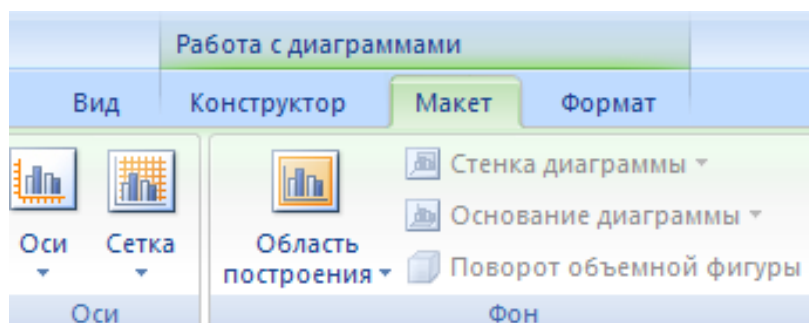 Работа с диаграммами
Вид Конструктор Макет Формат
Оси
Сетка
Область
построения
Стенка диаграммы
Основание диаграммы
Поворот объемной фигуры
Оси
Фон